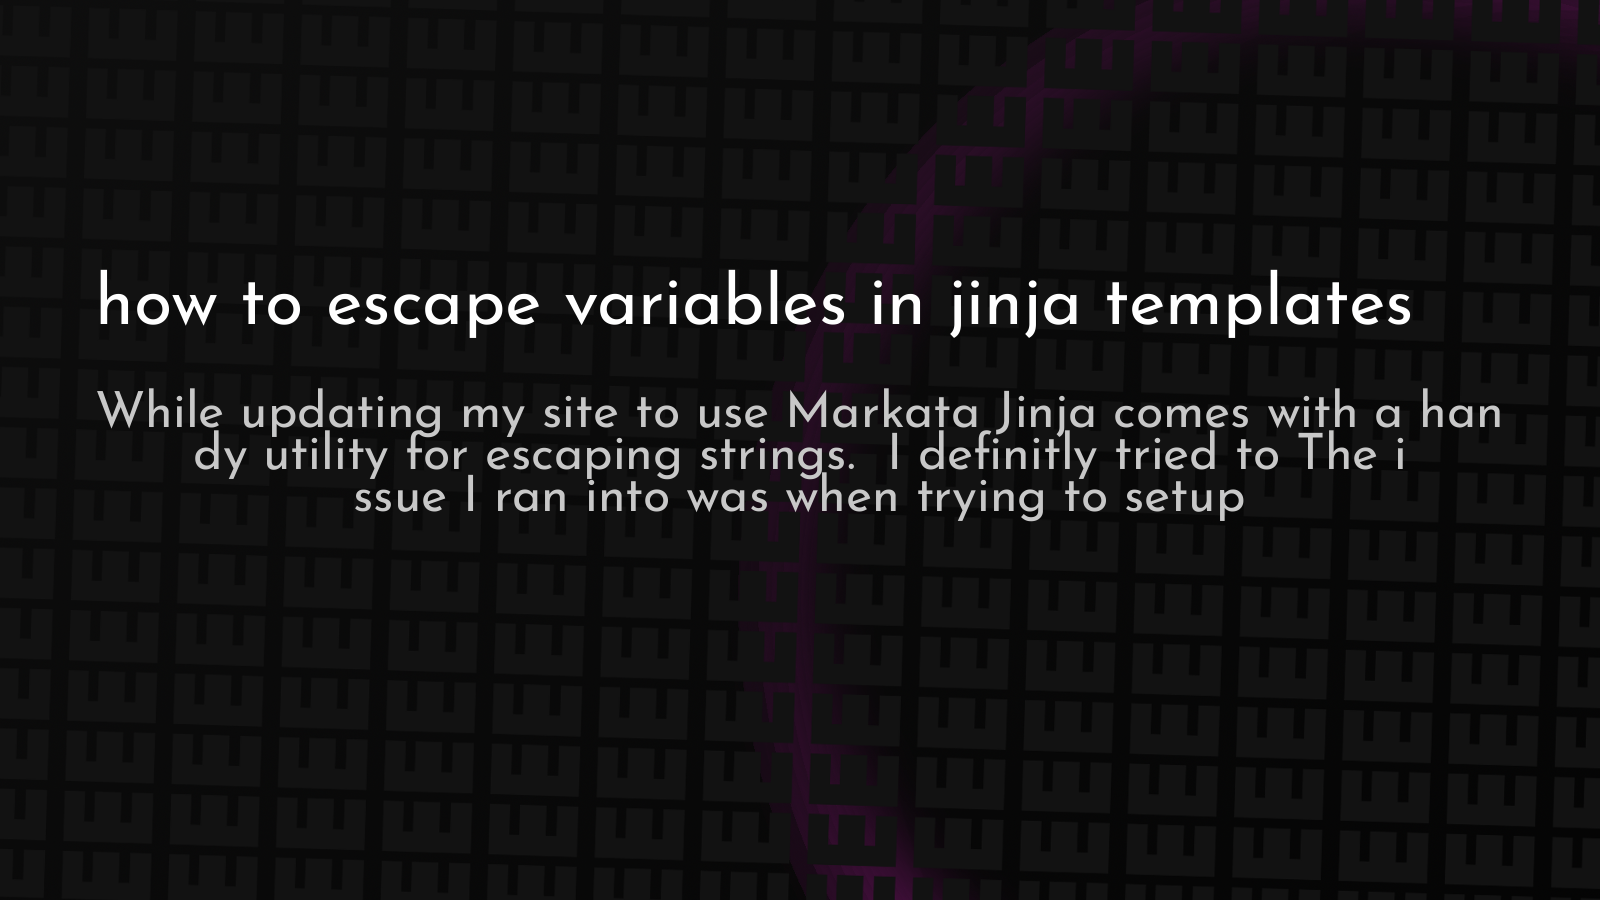 how to escape variables in jinja templates
While updating my site to use Markata Jinja comes with a han
dy utility for escaping strings.  I definitly tried to The i
ssue I ran into was when trying to setup